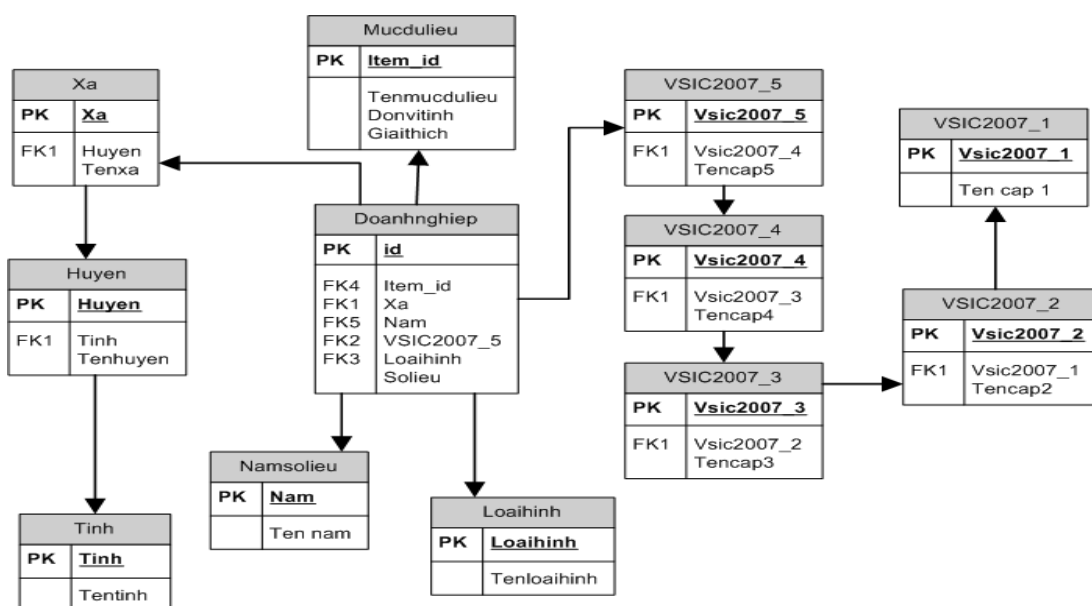 Mucdulieu
PK Item_id
Tenmucdulieu
Donvitinh
Giaithich
Xa
PK Xa
FK1 Huyen
Tenxa
Huyen
PK Huyen
FK1 Tinh
Tenhuyen
Tinh
PK Tinh
Tentinh
Doanhnghiep
PK id
FK4 Item_id
FK1 Xa
FK5 Nam
FK2 VSIC2007_5
FK3 Loaihinh
Solieu
Namsolieu
PK Nam
Ten nam
Loaihinh
PK Loaihinh
Tenloaihinh
VSIC2007_5
PK Vsic2007_5
FK1 Vsic2007_4
Tencap5
VSIC2007_4
PK Vsic2007_4
FK1 Vsic2007_3
Tencap4
VSIC2007_3
PK Vsic2007_3
FK1 Vsic2007_2
Tencap3
VSIC2007_2
PK Vsic2007_2
FK1 Vsic2007_1
Tencap2
VSIC2007_1
PK Vsic2007_1
Ten cap 1